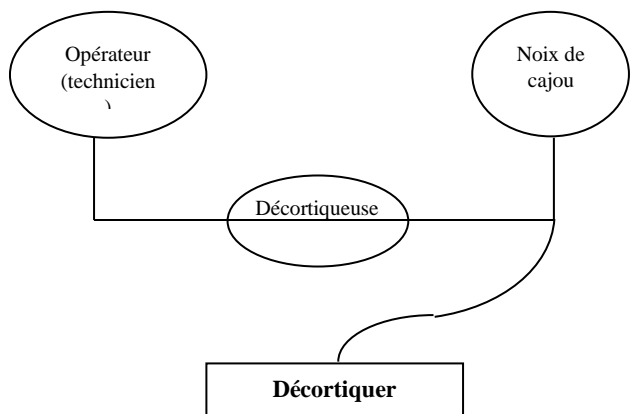 Opérateur
(technicien
)
Noix de
cajou
Décortiqueuse
Décortiquer